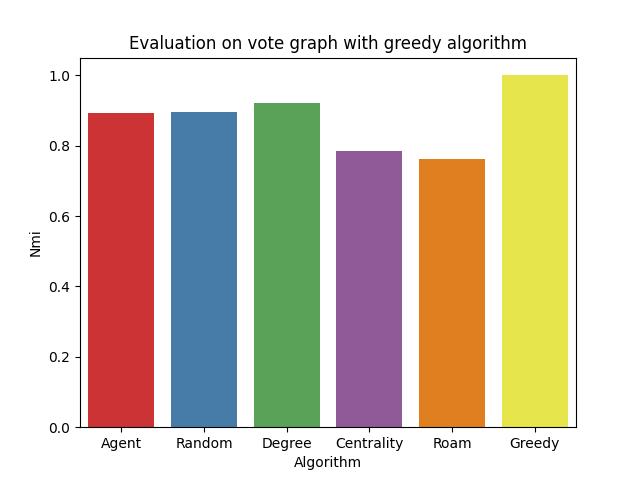 Evaluation on vote graph with greedy algorithm
1.0
0.8
0.6
0.4
0.2
0.0
Nmi
Agent Random Degree Centrality Roam Greedy
Algorithm